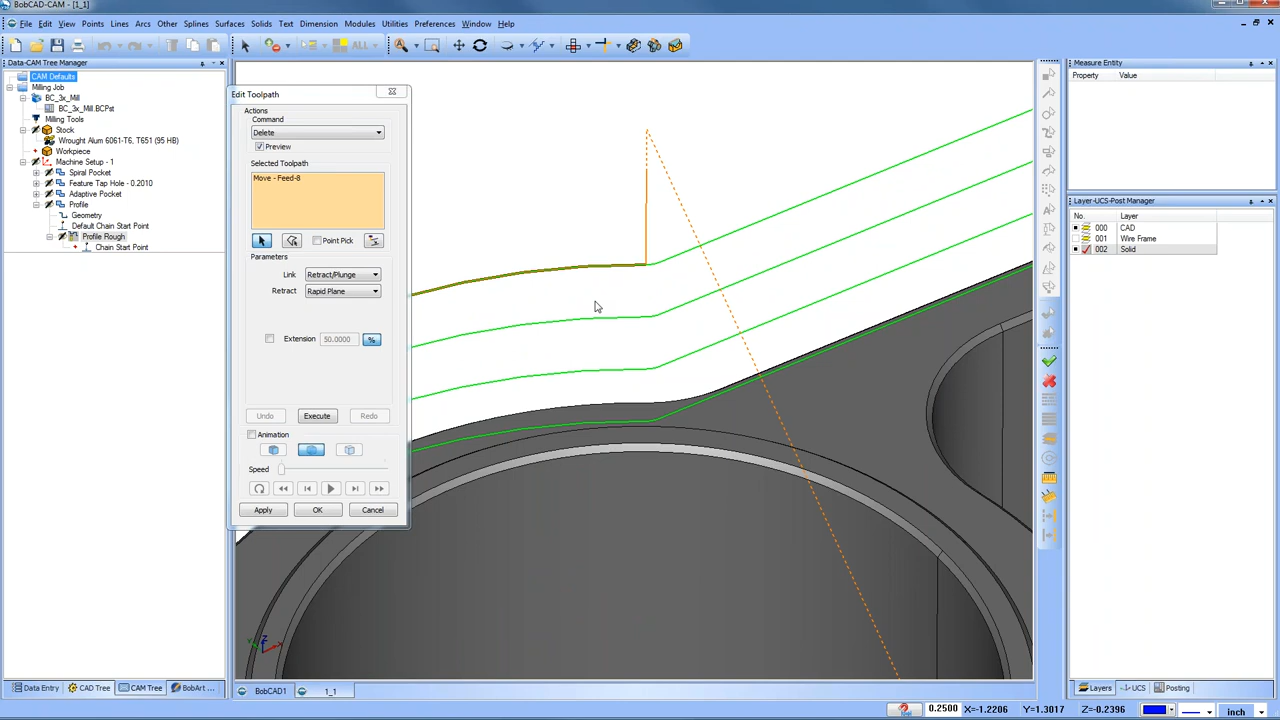 BobCAD-CAM - [1_1]
File Edit View Points Lines Arcs Other Splines Surfaces Solids Text Dimension Modules Utilities Preferences Window Help
ALL
Data-CAM Tree Manager
CAM Defaults
Milling Job
BC_3x_Mill
BC_3x_Mill.BCPst
Milling Tools
Stock
Wrought Alum 6061-T6, T651 (95 HB)
Workpiece
Machine Setup - 1
Spiral Pocket
Feature Tap Hole - 0.2010
Adaptive Pocket
Profile
Geometry
Default Chain Start Point
Profile Rough
Chain Start Point
Data Entry CAD Tree CAM Tree BobArt ...
Edit Toolpath
Actions
Command
Delete
Preview
Selected Toolpath
Move - Feed-8
Point Pick
Parameters
Link Retract/Plunge
Retract Rapid Plane
Extension 50.0000 %
Undo Execute Redo
Animation
Speed
Apply OK Cancel
BobCAD1 1_1
Measure Entity
Property Value
Layer-UCS-Post Manager
No. Layer
000 CAD
001 Wire Frame
002 Solid
Layers UCS Posting
0.2500 X=-1.2206 Y=1.3017 Z=-0.2396 inch